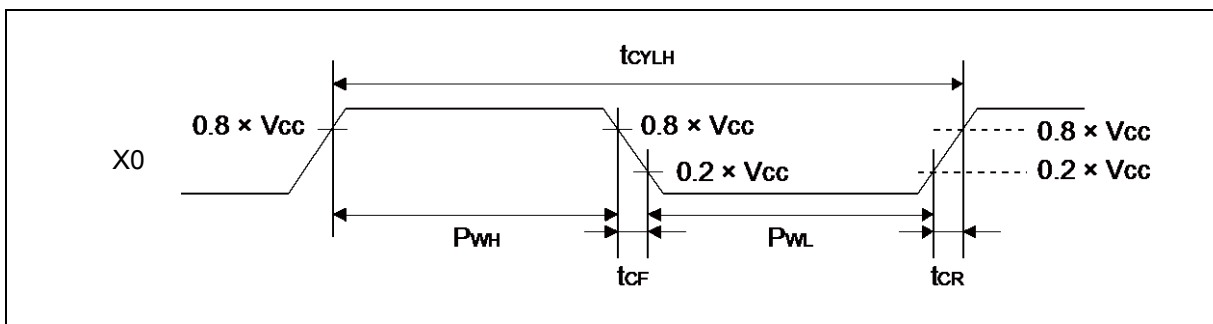 tCYLH
0.8 × VCC
0.8 × VCC
0.8 × VCC
X0
0.2 × VCC
0.2 × VCC
PWH
PWL
tCF
tCR